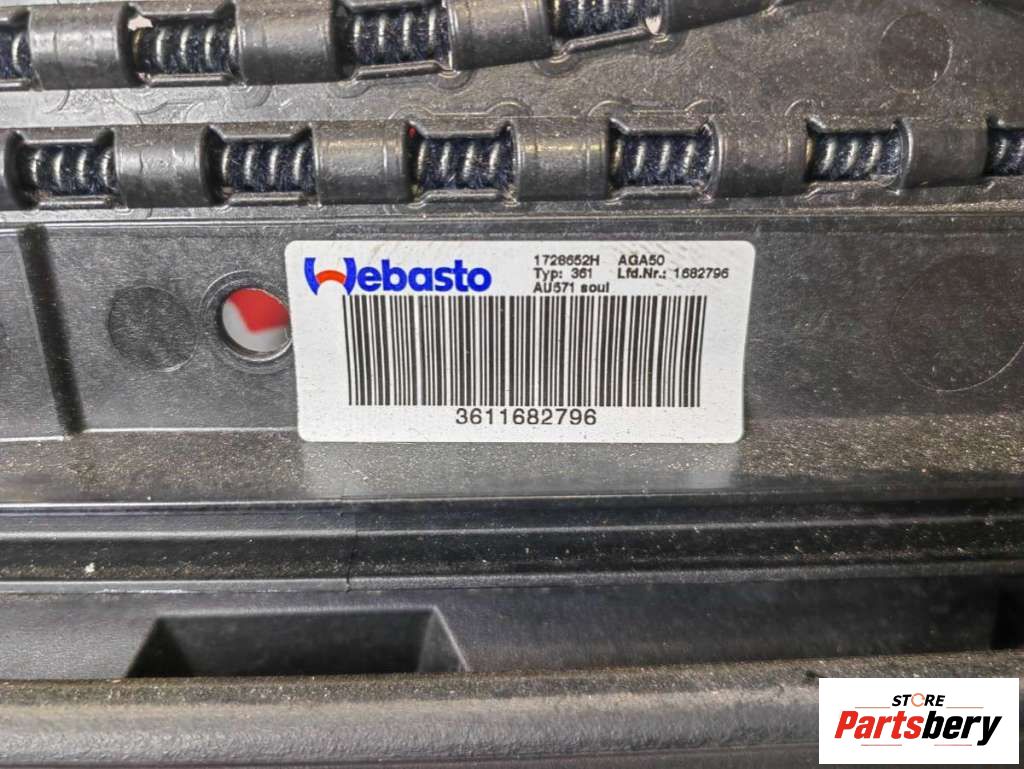 Webasto
1728652H AGA50
Typ: 361 Lfd.Nr.: 1682796
AU571 soul
3611682796
STORE
Partsbery